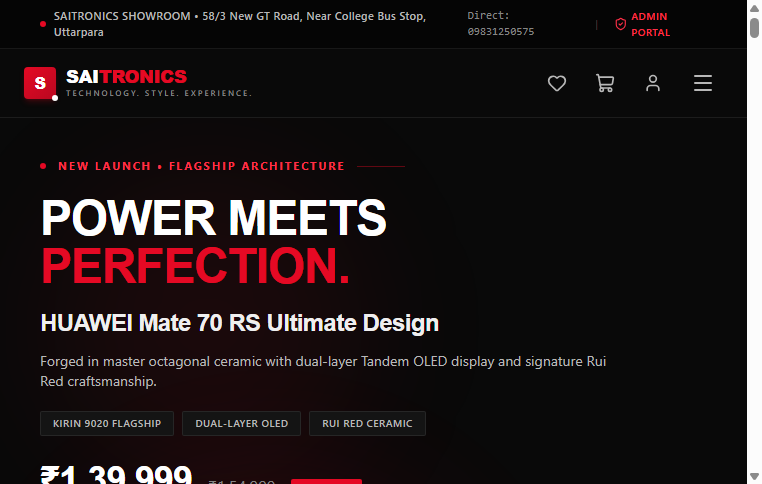 SAITRONICS SHOWROOM • 58/3 New GT Road, Near College Bus Stop,
Uttarpara
Direct:
09831250575
|
ADMIN
PORTAL
S
SAITRONICS
TECHNOLOGY. STYLE. EXPERIENCE.
NEW LAUNCH • FLAGSHIP ARCHITECTURE
POWER MEETS
PERFECTION.
HUAWEI Mate 70 RS Ultimate Design
Forged in master octagonal ceramic with dual-layer Tandem OLED display and signature Rui
Red craftsmanship.
KIRIN 9020 FLAGSHIP
DUAL-LAYER OLED
RUI RED CERAMIC
₹1,39,999